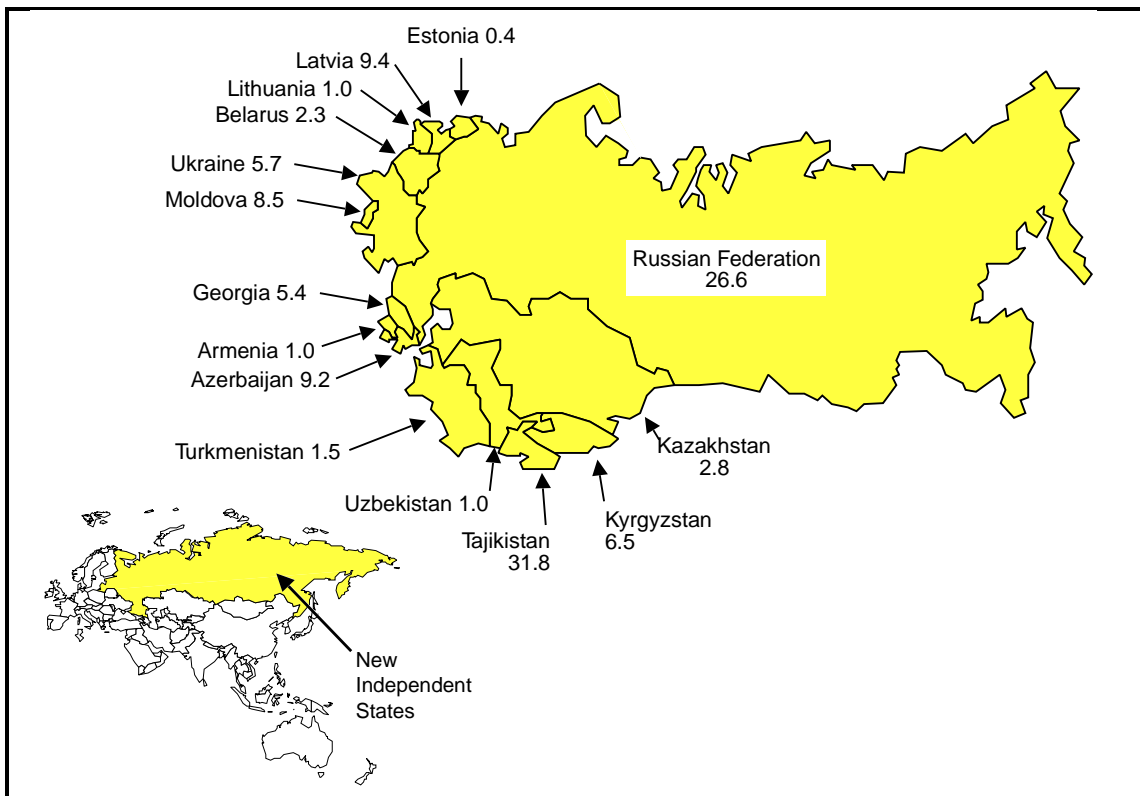 Estonia 0.4
Latvia 9.4
Lithuania 1.0
Belarus 2.3
Ukraine 5.7
Moldova 8.5
Russian Federation
26.6
Georgia 5.4
Armenia 1.0
Azerbaijan 9.2
Turkmenistan 1.5
Kazakhstan
2.8
Uzbekistan 1.0
Kyrgyzstan
6.5
Tajikistan
31.8
New
Independent
States